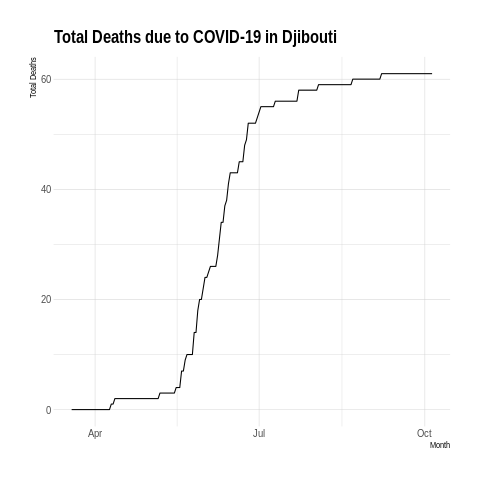 Total Deaths due to COVID-19 in Djibouti
Total Deaths
60
40
20
0
Apr
Jul
Oct
Month